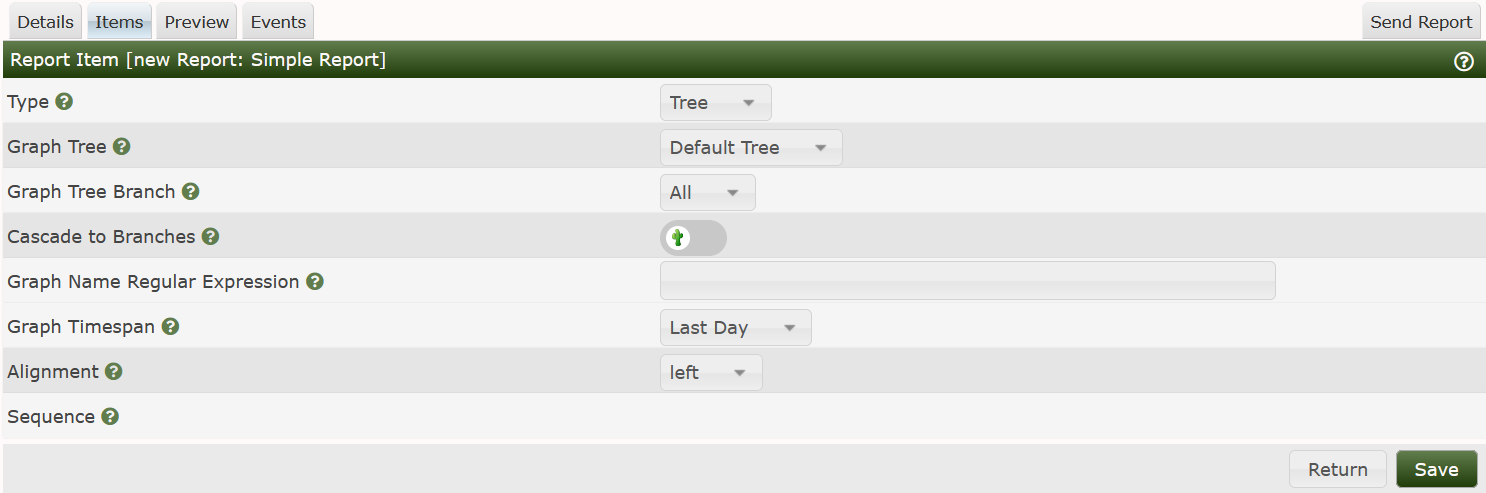 Details Items Preview Events Send Report
Report Item [new Report: Simple Report]
Type Tree
Graph Tree Default Tree
Graph Tree Branch All
Cascade to Branches
Graph Name Regular Expression
Graph Timespan Last Day
Alignment left
Sequence
Return Save